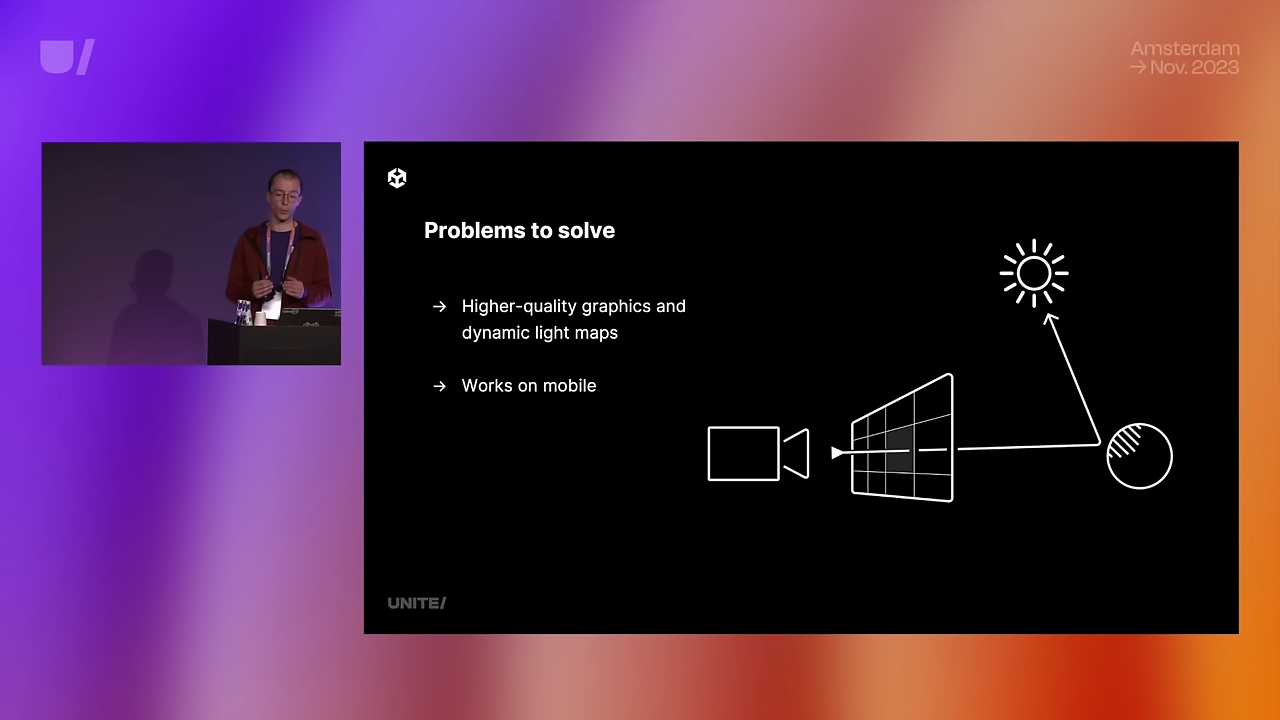 Amsterdam
→ Nov. 2023
Problems to solve
→ Higher-quality graphics and
dynamic light maps
→ Works on mobile
UNITE/